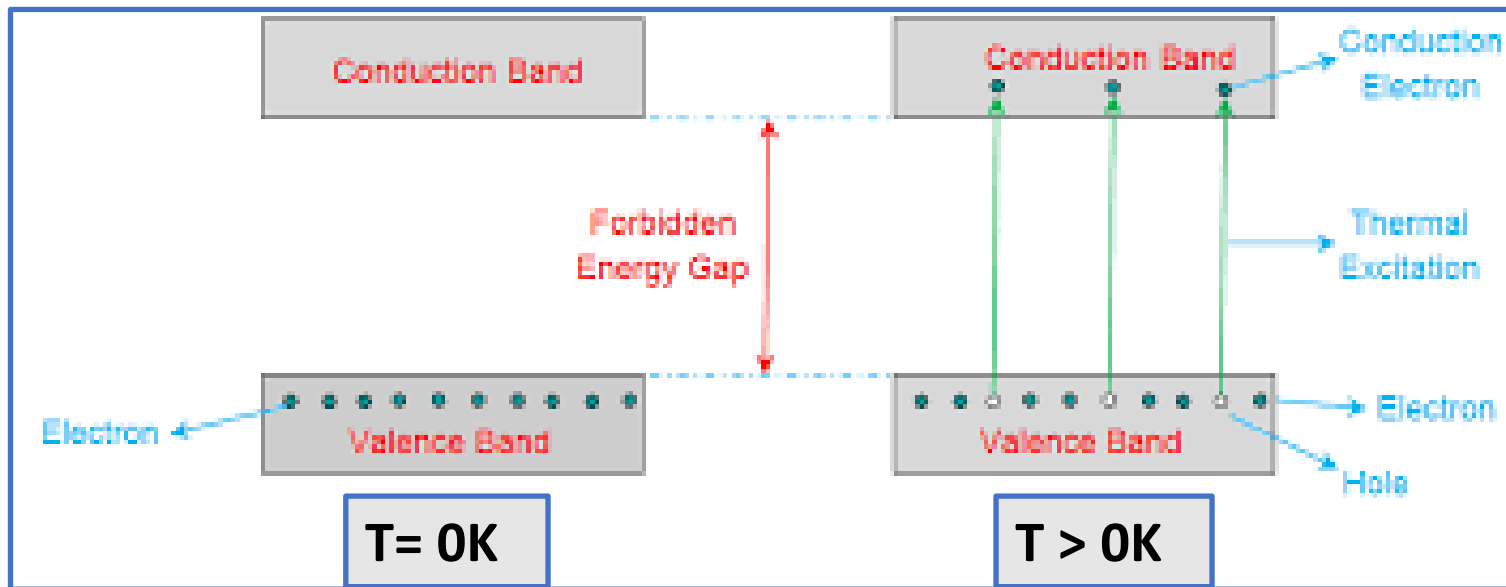 Conduction Band
Conduction Band
Conduction
Electron
Forbidden
Energy Gap
Thermal
Excitation
Electron
Valence Band
Valence Band
Electron
Hole
T= 0K
T > 0K